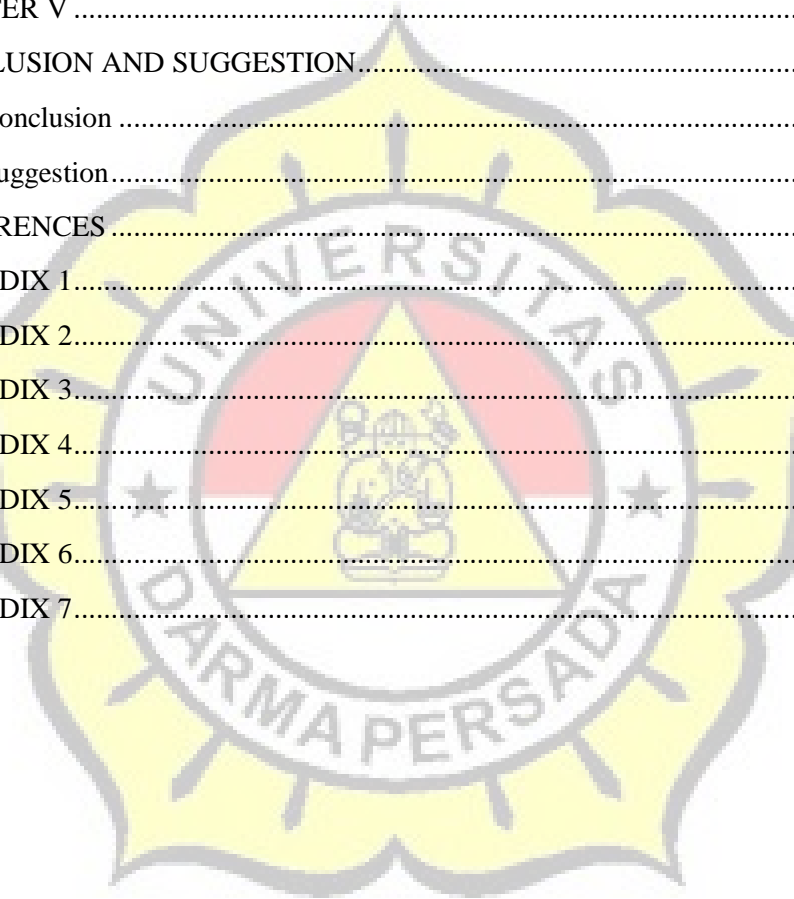 TER V ........................................................................................................
LUSION AND SUGGESTION............................................................
onclusion ..............................................................................................
uggestion................................................................................................
RENCES ................................................................................................
DIX 1......................................................................................................
DIX 2......................................................................................................
DIX 3......................................................................................................
DIX 4......................................................................................................
DIX 5......................................................................................................
DIX 6......................................................................................................
DIX 7......................................................................................................
UNIVERSITAS
DARMA PERSADA